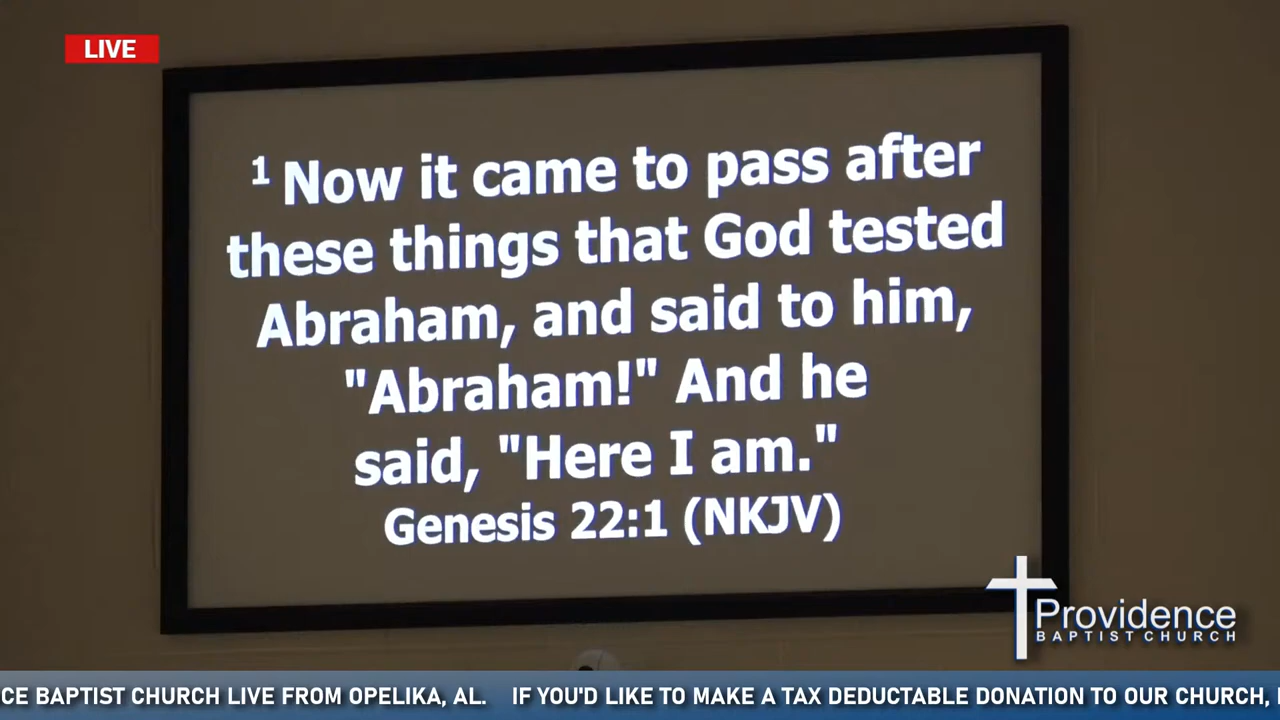 LIVE
1 Now it came to pass after
these things that God tested
Abraham, and said to him,
"Abraham!" And he
said, "Here I am."
Genesis 22:1 (NKJV)
Providence
BAPTIST CHURCH
CE BAPTIST CHURCH LIVE FROM OPELIKA, AL. IF YOU'D LIKE TO MAKE A TAX DEDUCTABLE DONATION TO OUR CHURCH,